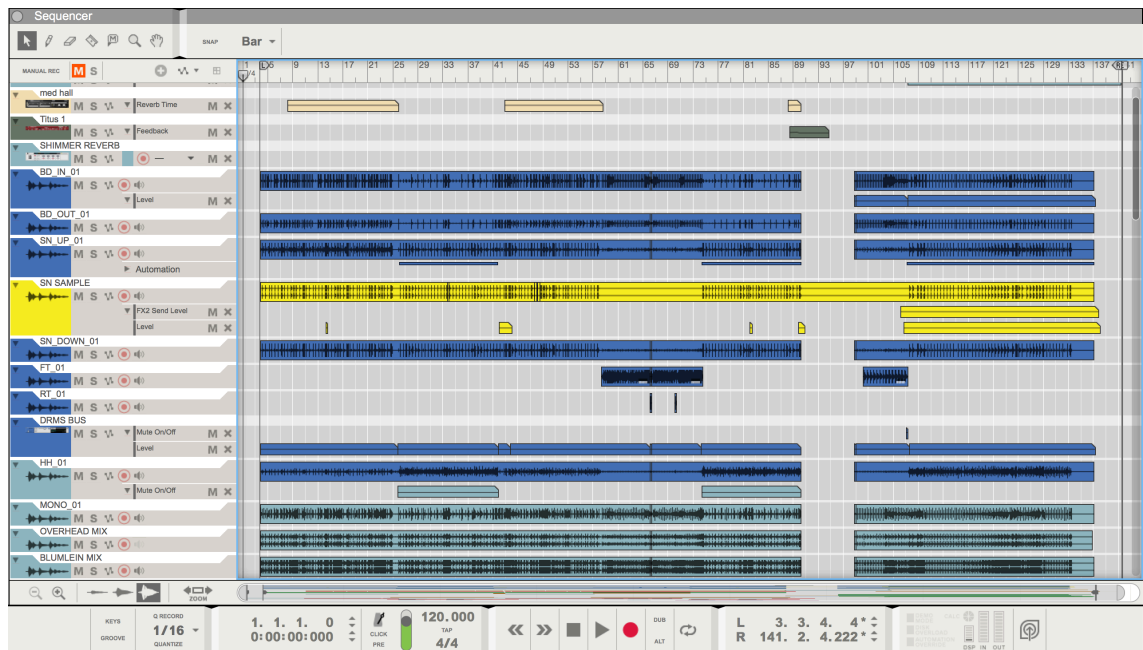 Sequencer
SNAP Bar
MANUAL REC M S
1 5 9 13 17 21 25 29 33 37 41 45 49 53 57 61 65 69 73 77 81 85 89 93 97 101 105 109 113 117 121 125 129 133 137
/4
med hall
M S Reverb Time M
Titus 1
M S Feedback M
SHIMMER REVERB
M S — M
BD_IN_01
M S
Level M
BD_OUT_01
M S
SN_UP_01
M S
Automation
SN SAMPLE
M S
FX2 Send Level M
Level M
SN_DOWN_01
M S
FT_01
M S
RT_01
M S
DRMS BUS
M S Mute On/Off M
Level M
HH_01
M S
Mute On/Off M
MONO_01
M S
OVERHEAD MIX
M S
BLUMLEIN MIX
M S
ZOOM
KEYS
GROOVE
Q RECORD
1/16
QUANTIZE
1. 1. 1. 0
0:00:00:000
CLICK
PRE
120.000
TAP
4/4
DUB
ALT
L 3. 3. 4. 4*
R 141. 2. 4.222*
DSP IN OUT